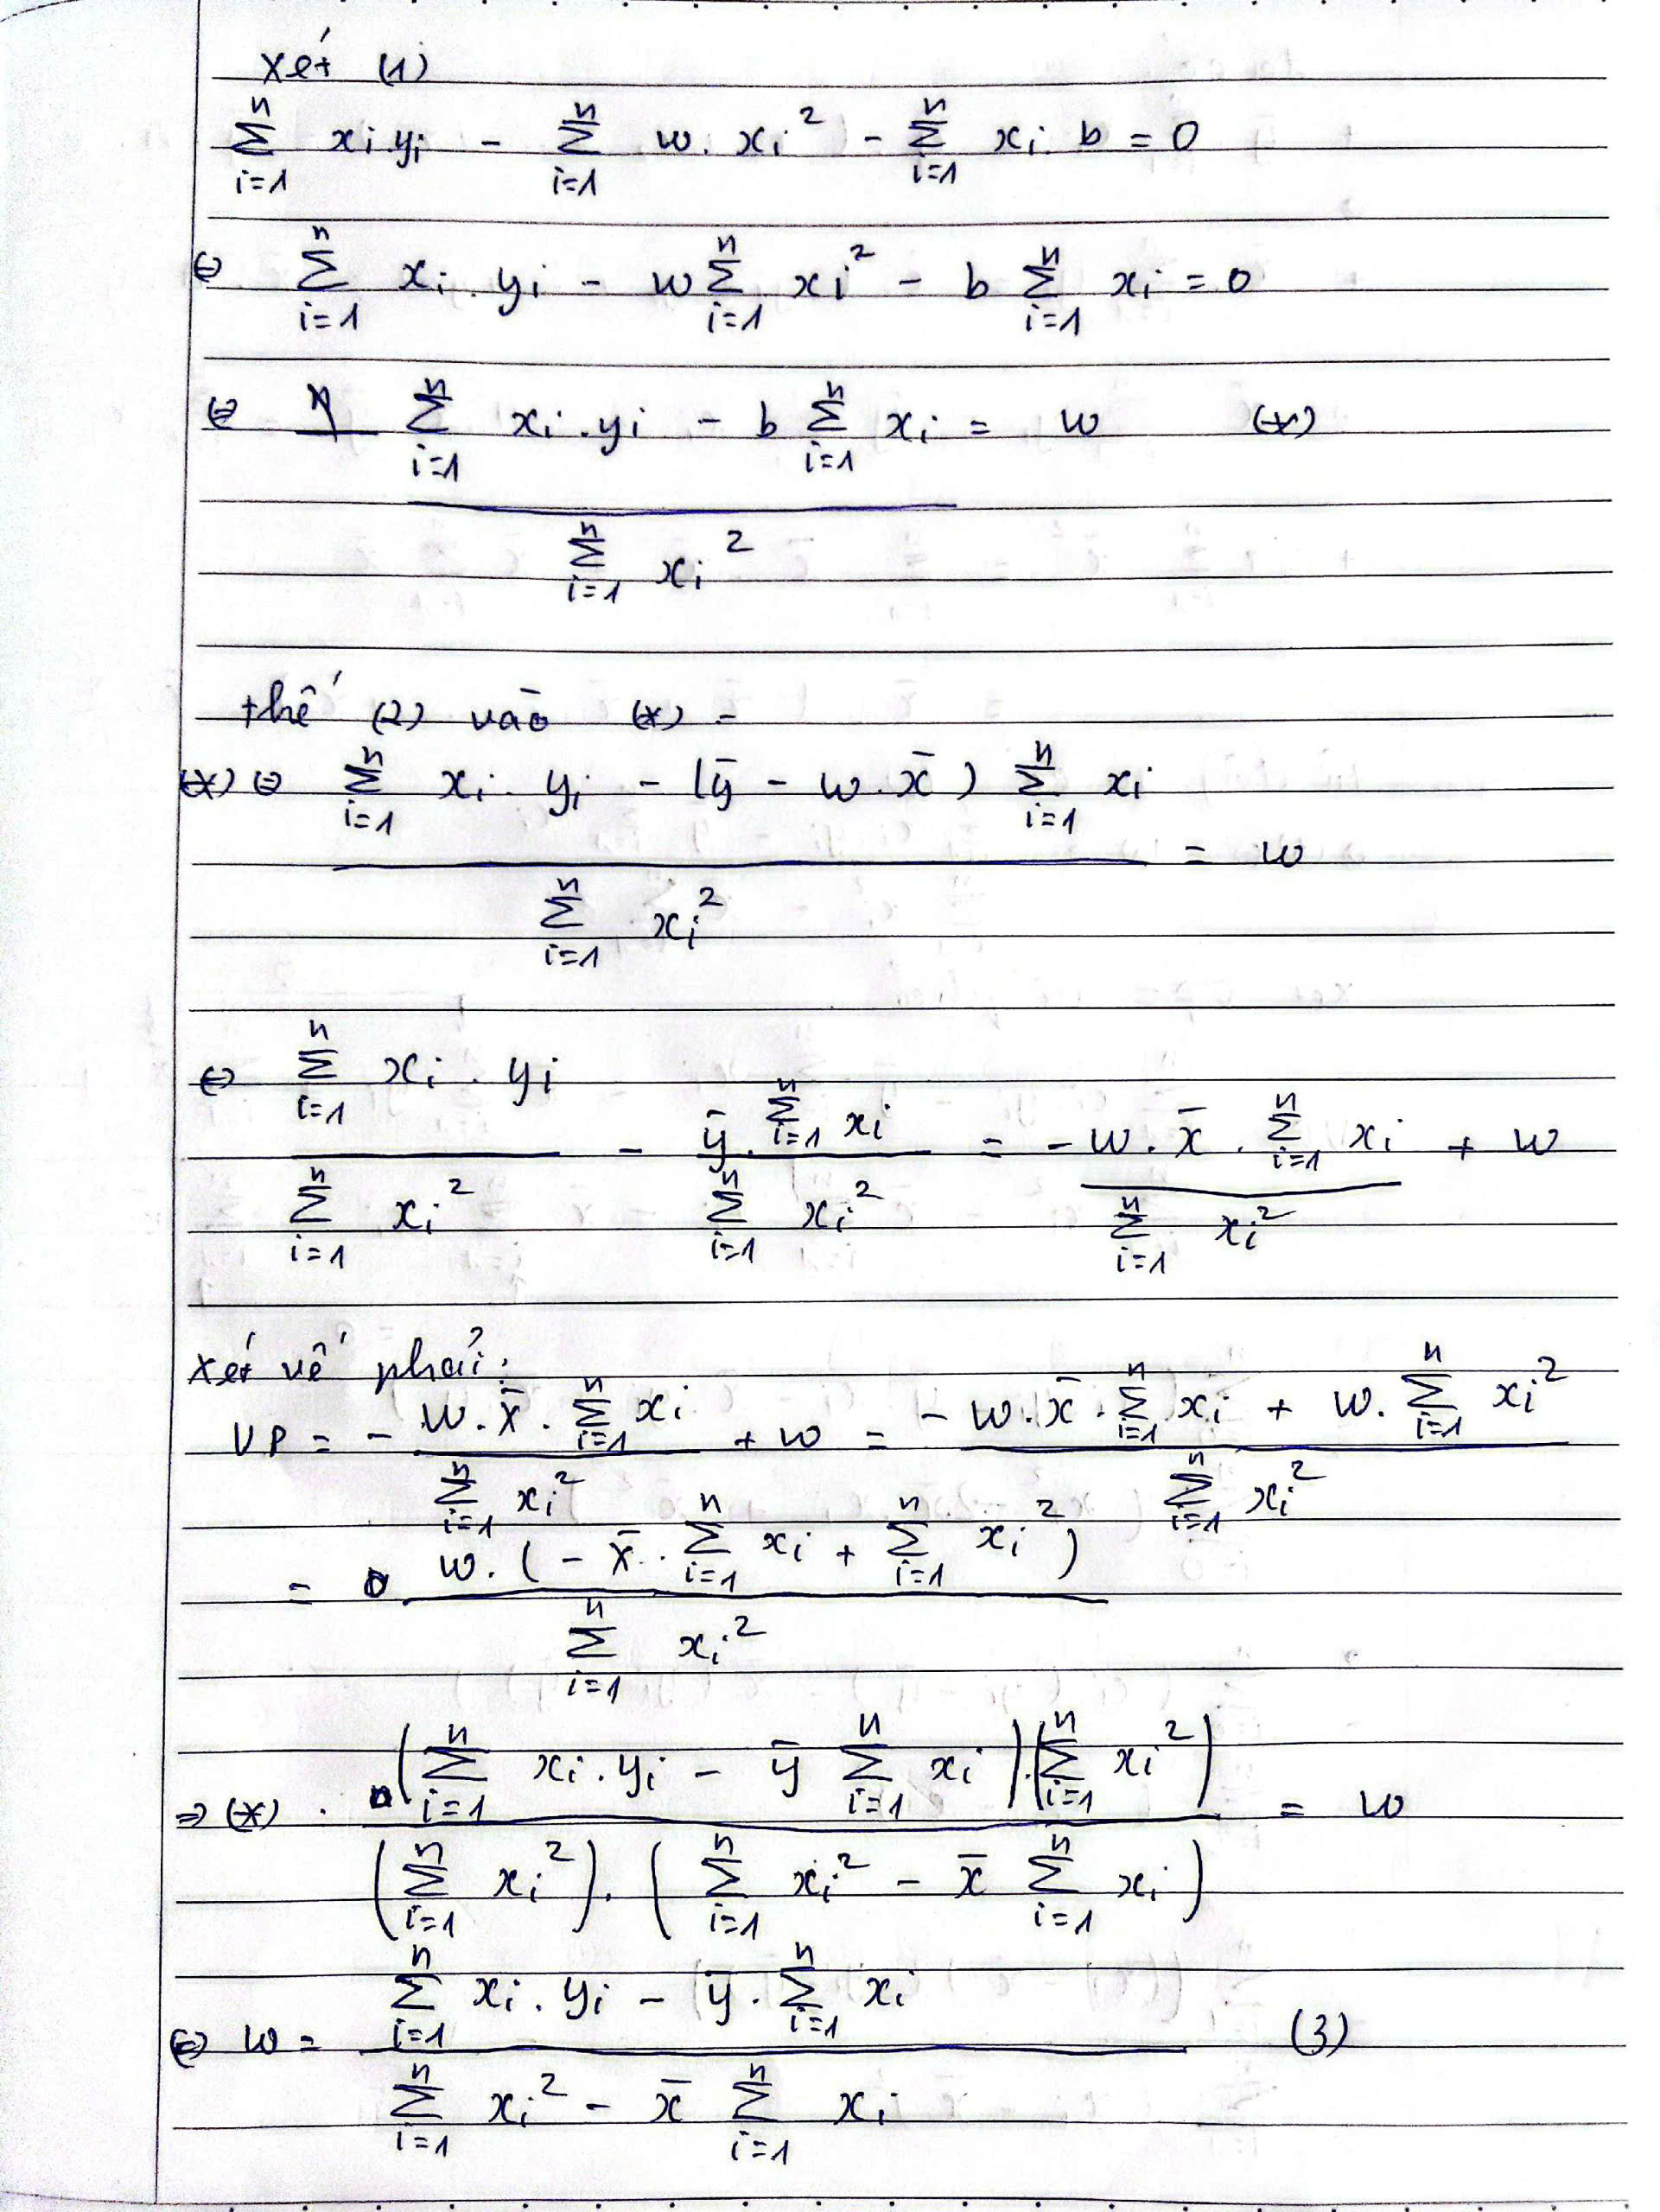 Xét (1)
$\sum_{i=1}^{n} x_i.y_i - \sum_{i=1}^{n} w.x_i^2 - \sum_{i=1}^{n} x_i.b = 0$
$\Leftrightarrow \sum_{i=1}^{n} x_i.y_i - w\sum_{i=1}^{n} x_i^2 - b\sum_{i=1}^{n} x_i = 0$
$\Leftrightarrow \frac{\sum_{i=1}^{n} x_i.y_i - b\sum_{i=1}^{n} x_i}{\sum_{i=1}^{n} x_i^2} = w$ (*)
thế (2) vào (*) -
$(*) \Leftrightarrow \frac{\sum_{i=1}^{n} x_i.y_i - (\bar{y} - w.\bar{x})\sum_{i=1}^{n} x_i}{\sum_{i=1}^{n} x_i^2} = w$
$\Leftrightarrow \frac{\sum_{i=1}^{n} x_i.y_i}{\sum_{i=1}^{n} x_i^2} - \frac{\bar{y}.\sum_{i=1}^{n} x_i}{\sum_{i=1}^{n} x_i^2} = \frac{-w.\bar{x}.\sum_{i=1}^{n} x_i}{\sum_{i=1}^{n} x_i^2} + w$
Xét vế phải:
$VP = -\frac{w.\bar{x}.\sum_{i=1}^{n} x_i}{\sum_{i=1}^{n} x_i^2} + w = \frac{-w.\bar{x}.\sum_{i=1}^{n} x_i + w.\sum_{i=1}^{n} x_i^2}{\sum_{i=1}^{n} x_i^2}$
$= \frac{w.(-\bar{x}.\sum_{i=1}^{n} x_i + \sum_{i=1}^{n} x_i^2)}{\sum_{i=1}^{n} x_i^2}$
$\Rightarrow (*) . \frac{(\sum_{i=1}^{n} x_i.y_i - \bar{y}\sum_{i=1}^{n} x_i).(\sum_{i=1}^{n} x_i^2)}{(\sum_{i=1}^{n} x_i^2).(\sum_{i=1}^{n} x_i^2 - \bar{x}\sum_{i=1}^{n} x_i)} = w$
$\Leftrightarrow w = \frac{\sum_{i=1}^{n} x_i.y_i - \bar{y}.\sum_{i=1}^{n} x_i}{\sum_{i=1}^{n} x_i^2 - \bar{x}\sum_{i=1}^{n} x_i}$ (3)